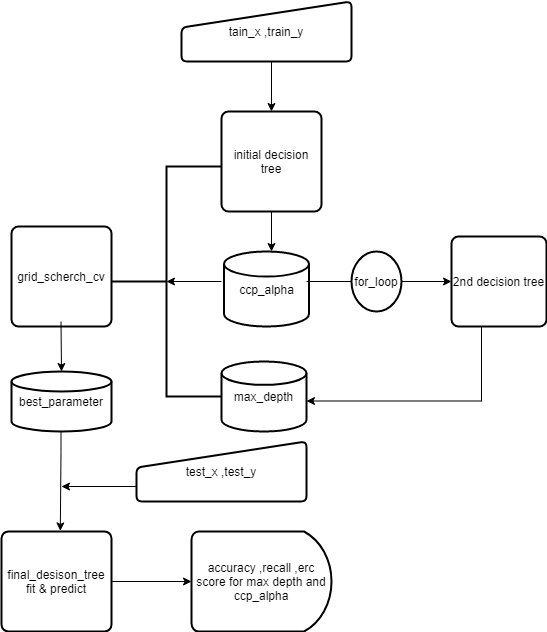 tain_x ,train_y
initial decision
tree
grid_scherch_cv
ccp_alpha
for_loop
2nd decision tree
max_depth
best_parameter
test_x ,test_y
final_desison_tree
fit & predict
accuracy ,recall ,erc
score for max depth and
ccp_alpha